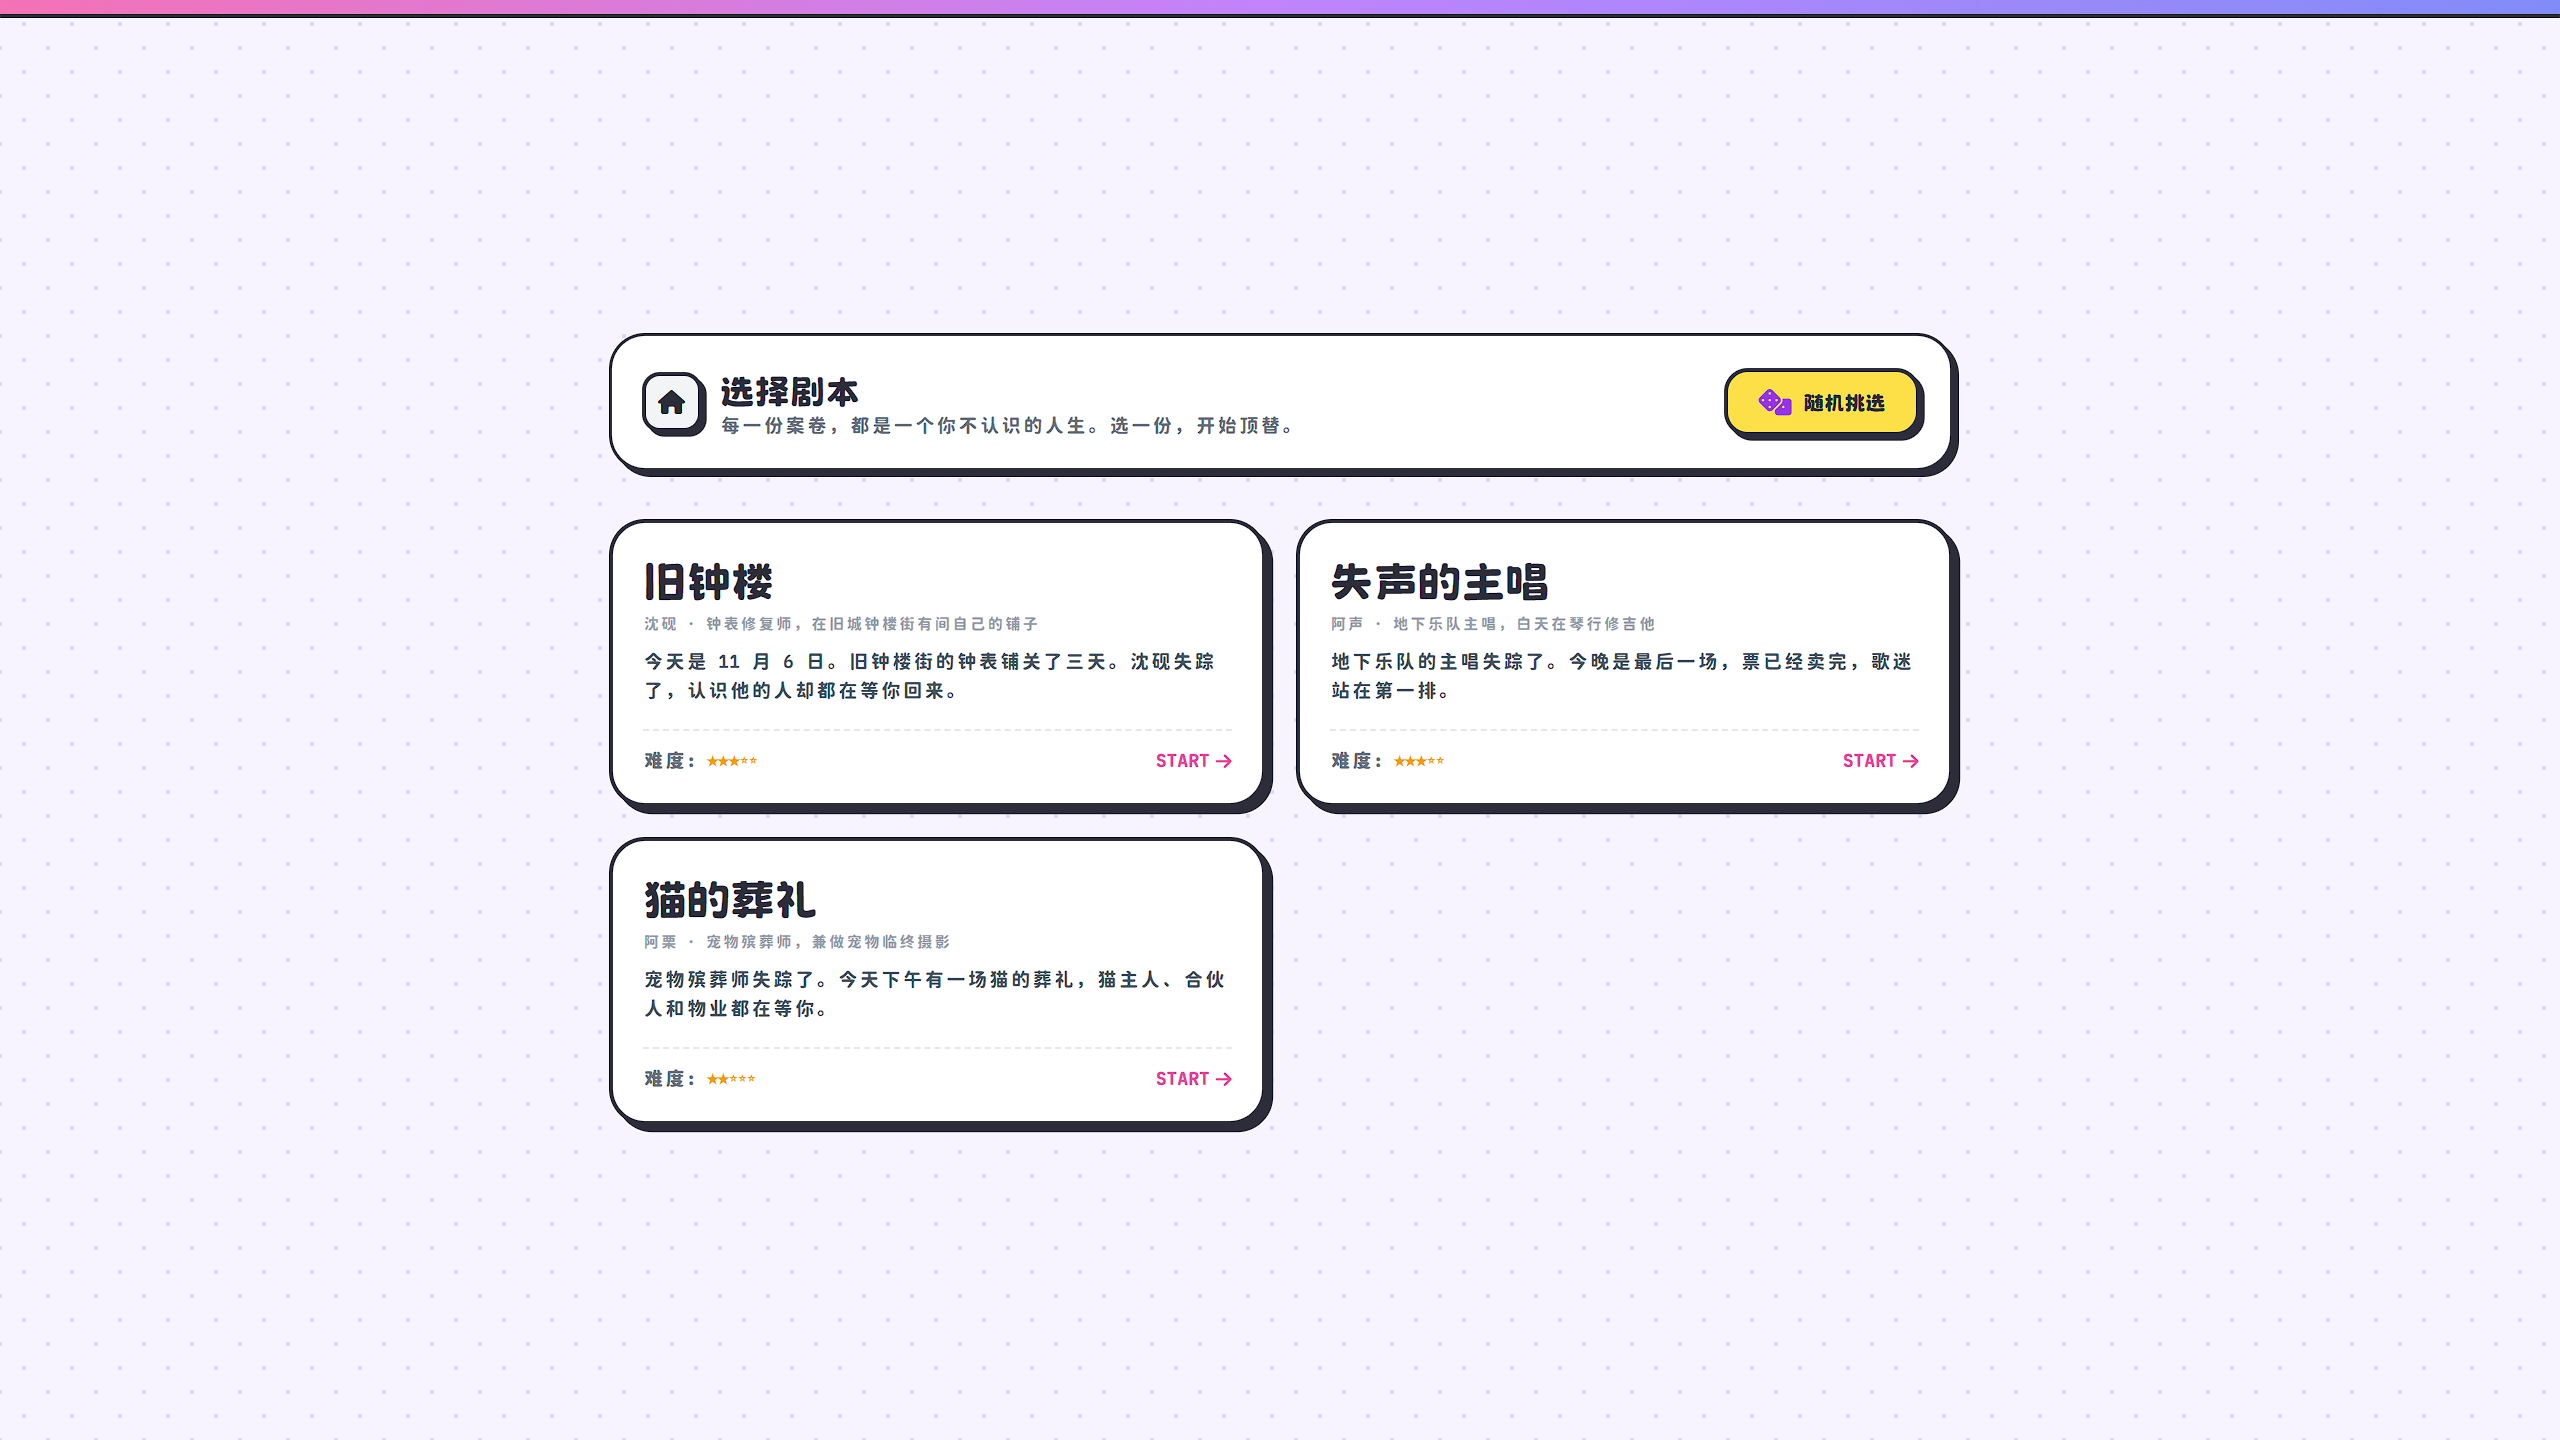 选择剧本
每一份案卷，都是一个你不认识的人生。选一份，开始顶替。
随机挑选
旧钟楼
沈砚 · 钟表修复师，在旧城钟楼街有间自己的铺子
今天是 11 月 6 日。旧钟楼街的钟表铺关了三天。沈砚失踪
了，认识他的人却都在等你回来。
难度：★★★☆☆
START →
失声的主唱
阿声 · 地下乐队主唱，白天在琴行修吉他
地下乐队的主唱失踪了。今晚是最后一场，票已经卖完，歌迷
站在第一排。
难度：★★★☆☆
START →
猫的葬礼
阿栗 · 宠物殡葬师，兼做宠物临终摄影
宠物殡葬师失踪了。今天下午有一场猫的葬礼，猫主人、合伙
人和物业都在等你。
难度：★★☆☆☆
START →